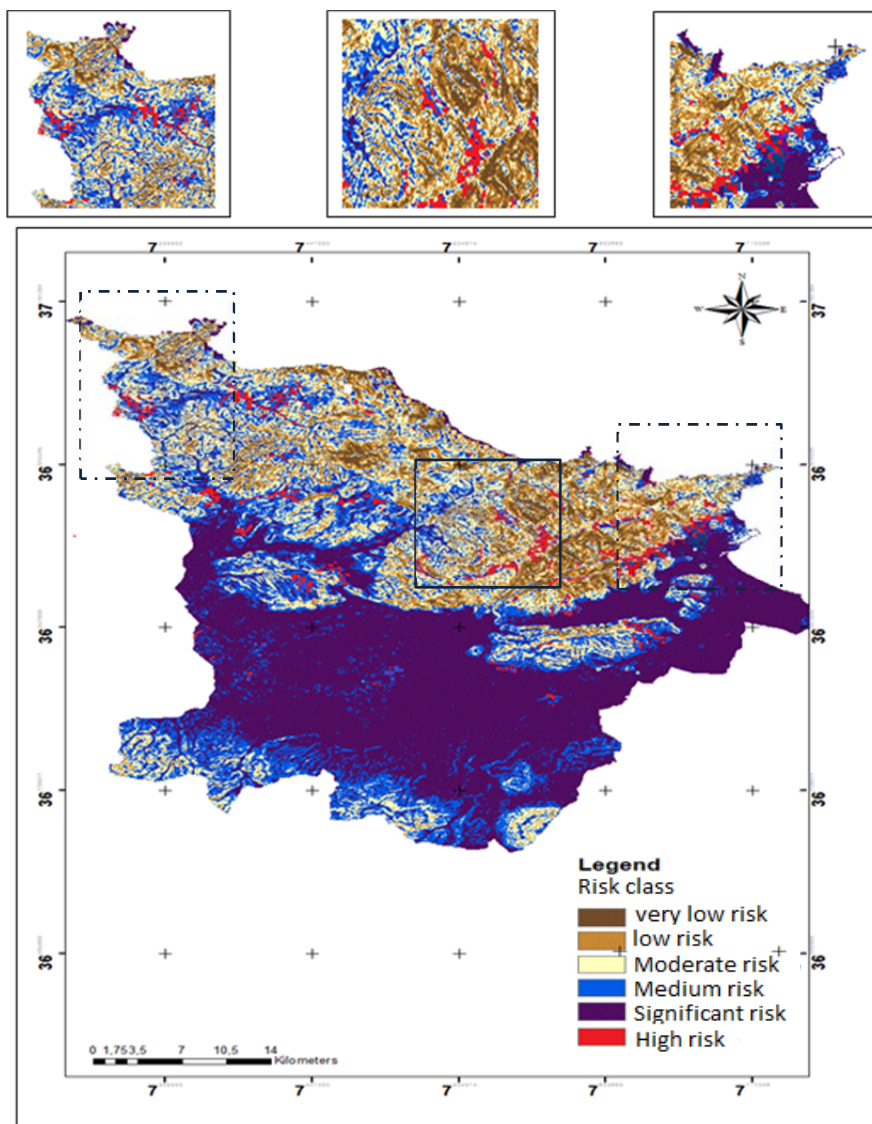 7 7 7 7 7
N
W E
S
37 37
36 36
36 36
36 36
36 36
Legend
Risk class
very low risk
low risk
Moderate risk
Medium risk
Significant risk
High risk
0 1,75 3,5 7 10,5 14
Kilometers
7 7 7 7 7